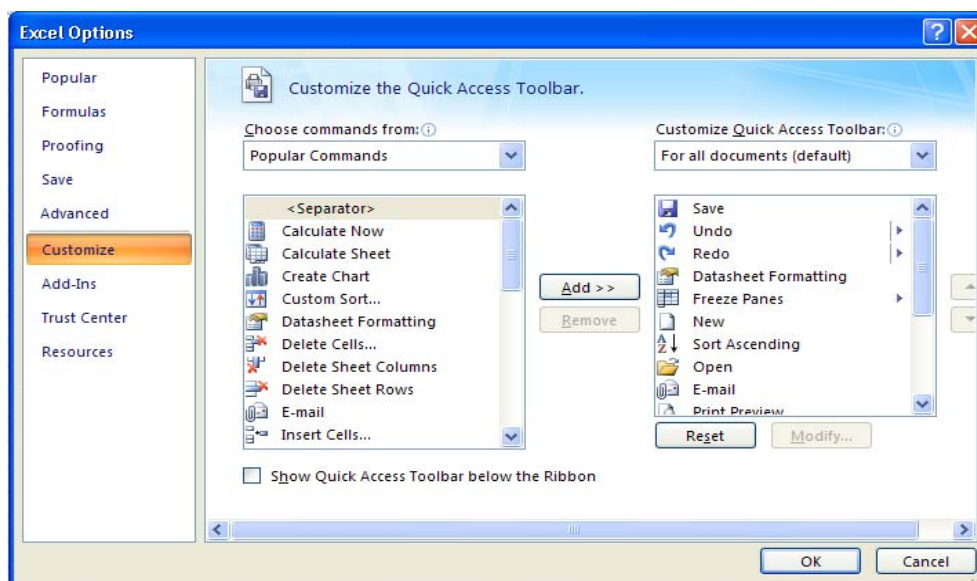 Excel Options
Popular
Formulas
Proofing
Save
Advanced
Customize
Add-Ins
Trust Center
Resources
Customize the Quick Access Toolbar.
Choose commands from:
Popular Commands
<Separator>
Calculate Now
Calculate Sheet
Create Chart
Custom Sort...
Datasheet Formatting
Delete Cells...
Delete Sheet Columns
Delete Sheet Rows
E-mail
Insert Cells...
Show Quick Access Toolbar below the Ribbon
Add >>
Remove
Customize Quick Access Toolbar:
For all documents (default)
Save
Undo
Redo
Datasheet Formatting
Freeze Panes
New
Sort Ascending
Open
E-mail
Print Preview
Reset
Modify...
OK
Cancel